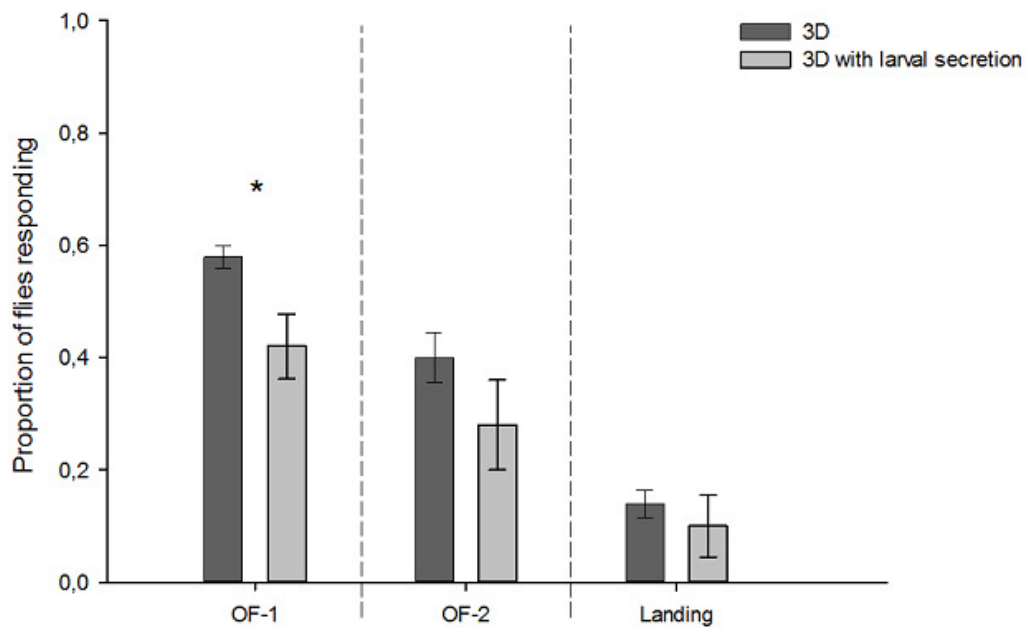 1,0
0,8
0,6
0,4
0,2
0,0
Proportion of flies responding
3D
3D with larval secretion
*
OF-1
OF-2
Landing